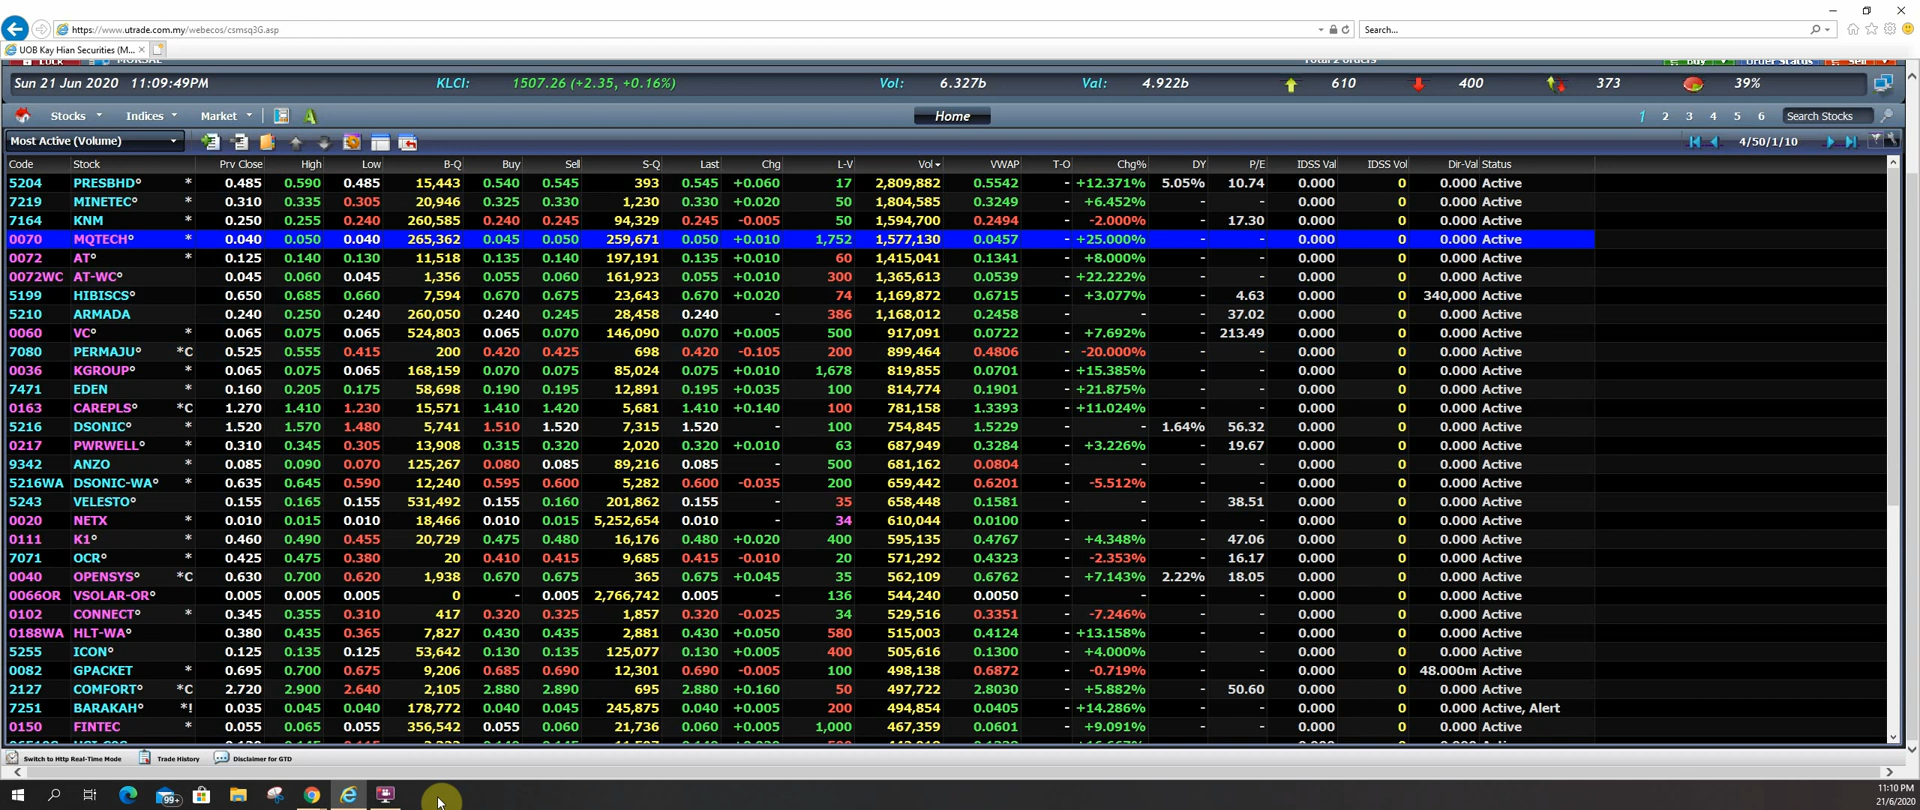 https://www.utrade.com.my/webecos/csmsq3G.asp
Search...
UOB Kay Hian Securities (M...
Sun 21 Jun 2020 11:09:49PM KLCI: 1507.26 (+2.35, +0.16%) Vol: 6.327b Val: 4.922b 610 400 373 39%
Stocks Indices Market A Home 1 2 3 4 5 6 Search Stocks
Most Active (Volume) 4/50/1/10
Code Stock Prv Close High Low B-Q Buy Sell S-Q Last Chg L-V Vol VWAP T-O Chg% DY P/E IDSS Val IDSS Vol Dir-Val Status
5204 PRESBHD° * 0.485 0.590 0.485 15,443 0.540 0.545 393 0.545 +0.060 17 2,809,882 0.5542 - +12.371% 5.05% 10.74 0.000 0 0.000 Active
7219 MINETEC° * 0.310 0.335 0.305 20,946 0.325 0.330 1,230 0.330 +0.020 50 1,804,585 0.3249 - +6.452% - - 0.000 0 0.000 Active
7164 KNM * 0.250 0.255 0.240 260,585 0.240 0.245 94,329 0.245 -0.005 50 1,594,700 0.2494 - -2.000% - 17.30 0.000 0 0.000 Active
0070 MQTECH° * 0.040 0.050 0.040 265,362 0.045 0.050 259,671 0.050 +0.010 1,752 1,577,130 0.0457 - +25.000% - - 0.000 0 0.000 Active
0072 AT° * 0.125 0.140 0.130 11,518 0.135 0.140 197,191 0.135 +0.010 60 1,415,041 0.1341 - +8.000% - - 0.000 0 0.000 Active
0072WC AT-WC° 0.045 0.060 0.045 1,356 0.055 0.060 161,923 0.055 +0.010 300 1,365,613 0.0539 - +22.222% - - 0.000 0 0.000 Active
5199 HIBISCS° 0.650 0.685 0.660 7,594 0.670 0.675 23,643 0.670 +0.020 74 1,169,872 0.6715 - +3.077% - 4.63 0.000 0 340,000 Active
5210 ARMADA 0.240 0.250 0.240 260,050 0.240 0.245 28,458 0.240 - 386 1,168,012 0.2458 - - - 37.02 0.000 0 0.000 Active
0060 VC° * 0.065 0.075 0.065 524,803 0.065 0.070 146,090 0.070 +0.005 500 917,091 0.0722 - +7.692% - 213.49 0.000 0 0.000 Active
7080 PERMAJU° *C 0.525 0.555 0.415 200 0.420 0.425 698 0.420 -0.105 200 899,464 0.4806 - -20.000% - - 0.000 0 0.000 Active
0036 KGROUP° * 0.065 0.075 0.065 168,159 0.070 0.075 85,024 0.075 +0.010 1,678 819,855 0.0701 - +15.385% - - 0.000 0 0.000 Active
7471 EDEN * 0.160 0.205 0.175 58,698 0.190 0.195 12,891 0.195 +0.035 100 814,774 0.1901 - +21.875% - - 0.000 0 0.000 Active
0163 CAREPLS° *C 1.270 1.410 1.230 15,571 1.410 1.420 5,681 1.410 +0.140 100 781,158 1.3393 - +11.024% - - 0.000 0 0.000 Active
5216 DSONIC° * 1.520 1.570 1.480 5,741 1.510 1.520 7,315 1.520 - 100 754,845 1.5229 - - 1.64% 56.32 0.000 0 0.000 Active
0217 PWRWELL° * 0.310 0.345 0.305 13,908 0.315 0.320 2,020 0.320 +0.010 63 687,949 0.3284 - +3.226% - 19.67 0.000 0 0.000 Active
9342 ANZO * 0.085 0.090 0.070 125,267 0.080 0.085 89,216 0.085 - 500 681,162 0.0804 - - - - 0.000 0 0.000 Active
5216WA DSONIC-WA° * 0.635 0.645 0.590 12,240 0.595 0.600 5,282 0.600 -0.035 200 659,442 0.6201 - -5.512% - - 0.000 0 0.000 Active
5243 VELESTO° * 0.155 0.165 0.155 531,492 0.155 0.160 201,862 0.155 - 35 658,448 0.1581 - - - 38.51 0.000 0 0.000 Active
0020 NETX * 0.010 0.010 0.010 18,466 0.010 0.015 5,252,654 0.010 - 34 610,044 0.0100 - - - - 0.000 0 0.000 Active
0111 K1° * 0.460 0.490 0.455 20,729 0.475 0.480 16,176 0.480 +0.020 400 595,135 0.4767 - +4.348% - 47.06 0.000 0 0.000 Active
7071 OCR° * 0.425 0.475 0.380 20 0.410 0.415 9,685 0.415 -0.010 20 571,292 0.4323 - -2.353% - 16.17 0.000 0 0.000 Active
0040 OPENSYS° *C 0.630 0.700 0.620 1,938 0.670 0.675 365 0.675 +0.045 35 562,109 0.6762 - +7.143% 2.22% 18.05 0.000 0 0.000 Active
0066OR VSOLAR-OR° 0.005 0.005 0.005 0 - 0.005 2,766,742 0.005 - 136 544,240 0.0050 - - - - 0.000 0 0.000 Active
0102 CONNECT° * 0.345 0.355 0.310 417 0.320 0.325 1,857 0.320 -0.025 34 529,516 0.3351 - -7.246% - - 0.000 0 0.000 Active
0188WA HLT-WA° 0.380 0.435 0.365 7,827 0.430 0.435 2,881 0.430 +0.050 580 515,003 0.4124 - +13.158% - - 0.000 0 0.000 Active
5255 ICON° 0.125 0.135 0.125 53,642 0.130 0.135 125,077 0.130 +0.005 400 505,616 0.1300 - +4.000% - - 0.000 0 0.000 Active
0082 GPACKET * 0.695 0.700 0.675 9,206 0.685 0.690 12,301 0.690 -0.005 100 498,138 0.6872 - -0.719% - - 0.000 0 48.000m Active
2127 COMFORT° *C 2.720 2.900 2.640 2,105 2.880 2.890 695 2.880 +0.160 50 497,722 2.8030 - +5.882% - 50.60 0.000 0 0.000 Active
7251 BARAKAH° *! 0.035 0.045 0.040 178,772 0.040 0.045 245,875 0.040 +0.005 200 494,854 0.0405 - +14.286% - - 0.000 0 0.000 Active, Alert
0150 FINTEC * 0.055 0.065 0.055 356,542 0.055 0.060 21,736 0.060 +0.005 1,000 467,359 0.0601 - +9.091% - - 0.000 0 0.000 Active
Switch to Http Real-Time Mode Trade History Disclaimer for GTD
99+
11:10 PM
21/6/2020